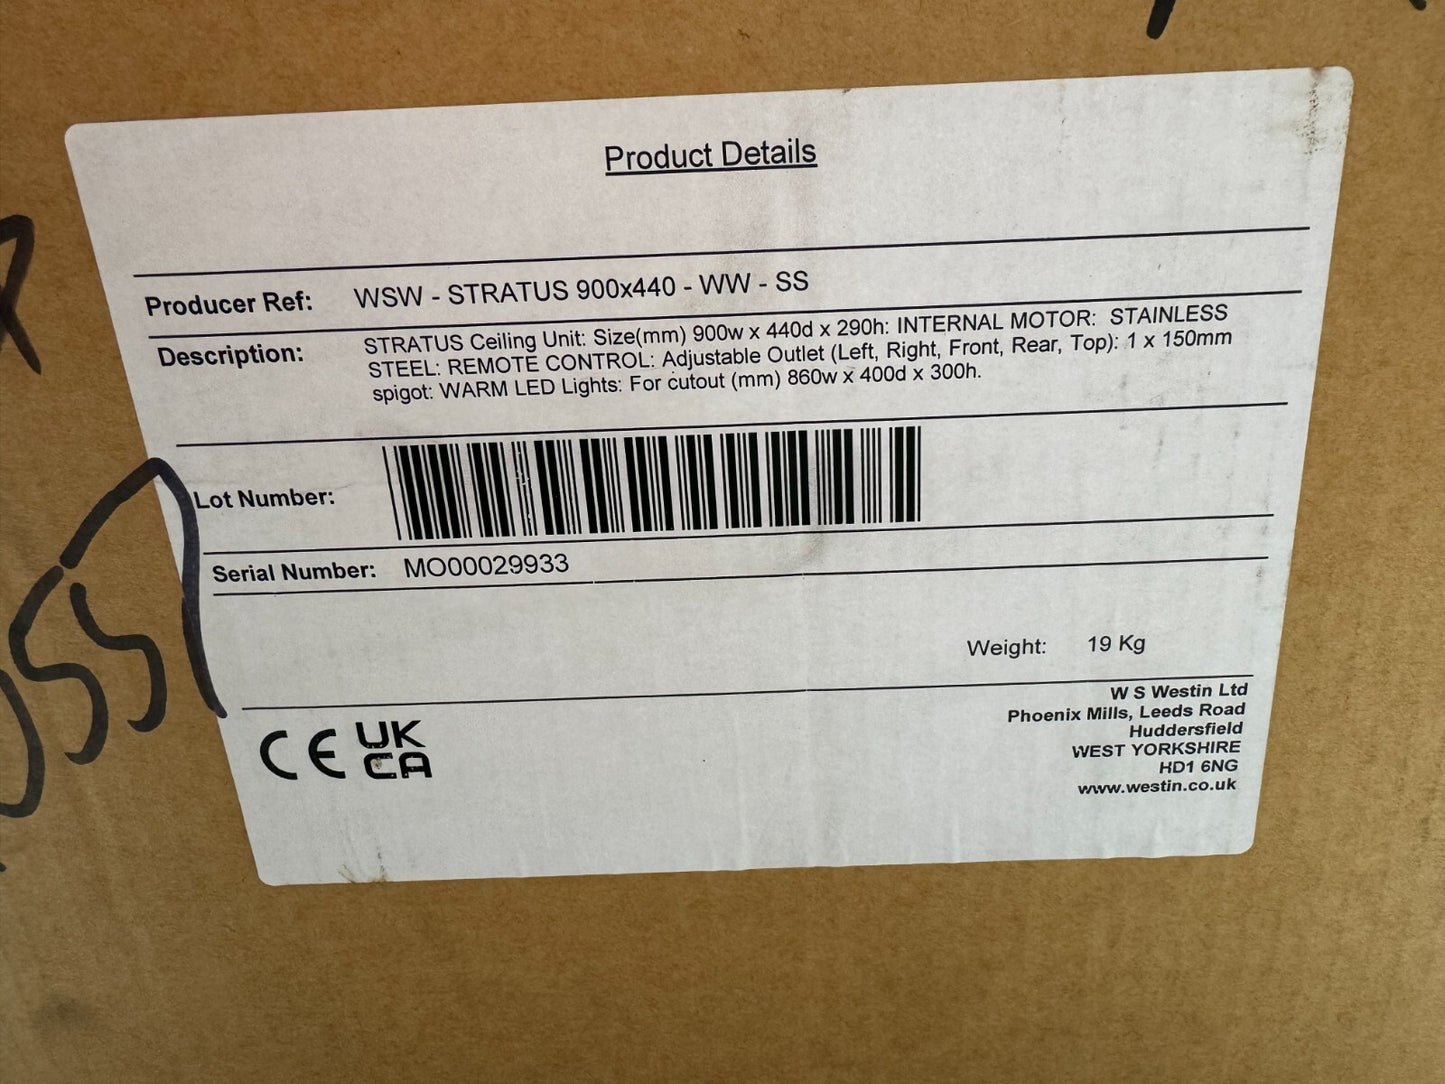 Product Details
Producer Ref: WSW - STRATUS 900x440 - WW - SS
Description: STRATUS Ceiling Unit: Size(mm) 900w x 440d x 290h: INTERNAL MOTOR: STAINLESS
STEEL: REMOTE CONTROL: Adjustable Outlet (Left, Right, Front, Rear, Top): 1 x 150mm
spigot: WARM LED Lights: For cutout (mm) 860w x 400d x 300h.
Lot Number:
Serial Number: MO00029933
Weight: 19 Kg
W S Westin Ltd
Phoenix Mills, Leeds Road
Huddersfield
WEST YORKSHIRE
HD1 6NG
www.westin.co.uk
CE UK
CA